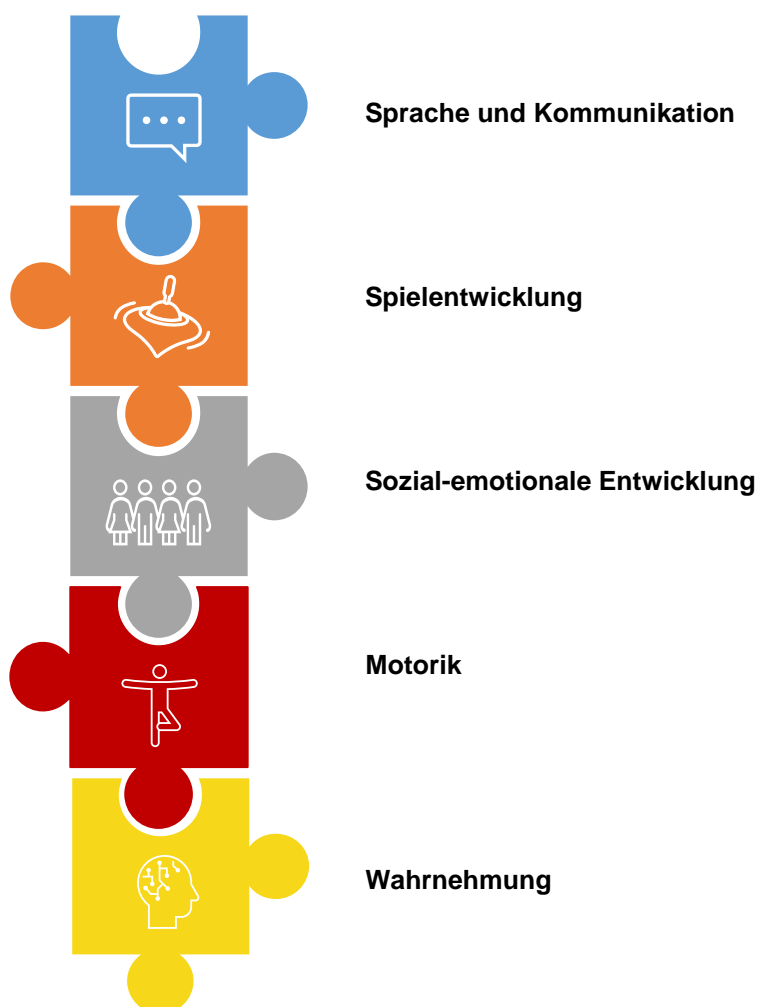 Sprache und Kommunikation
Spielentwicklung
Sozial-emotionale Entwicklung
Motorik
Wahrnehmung